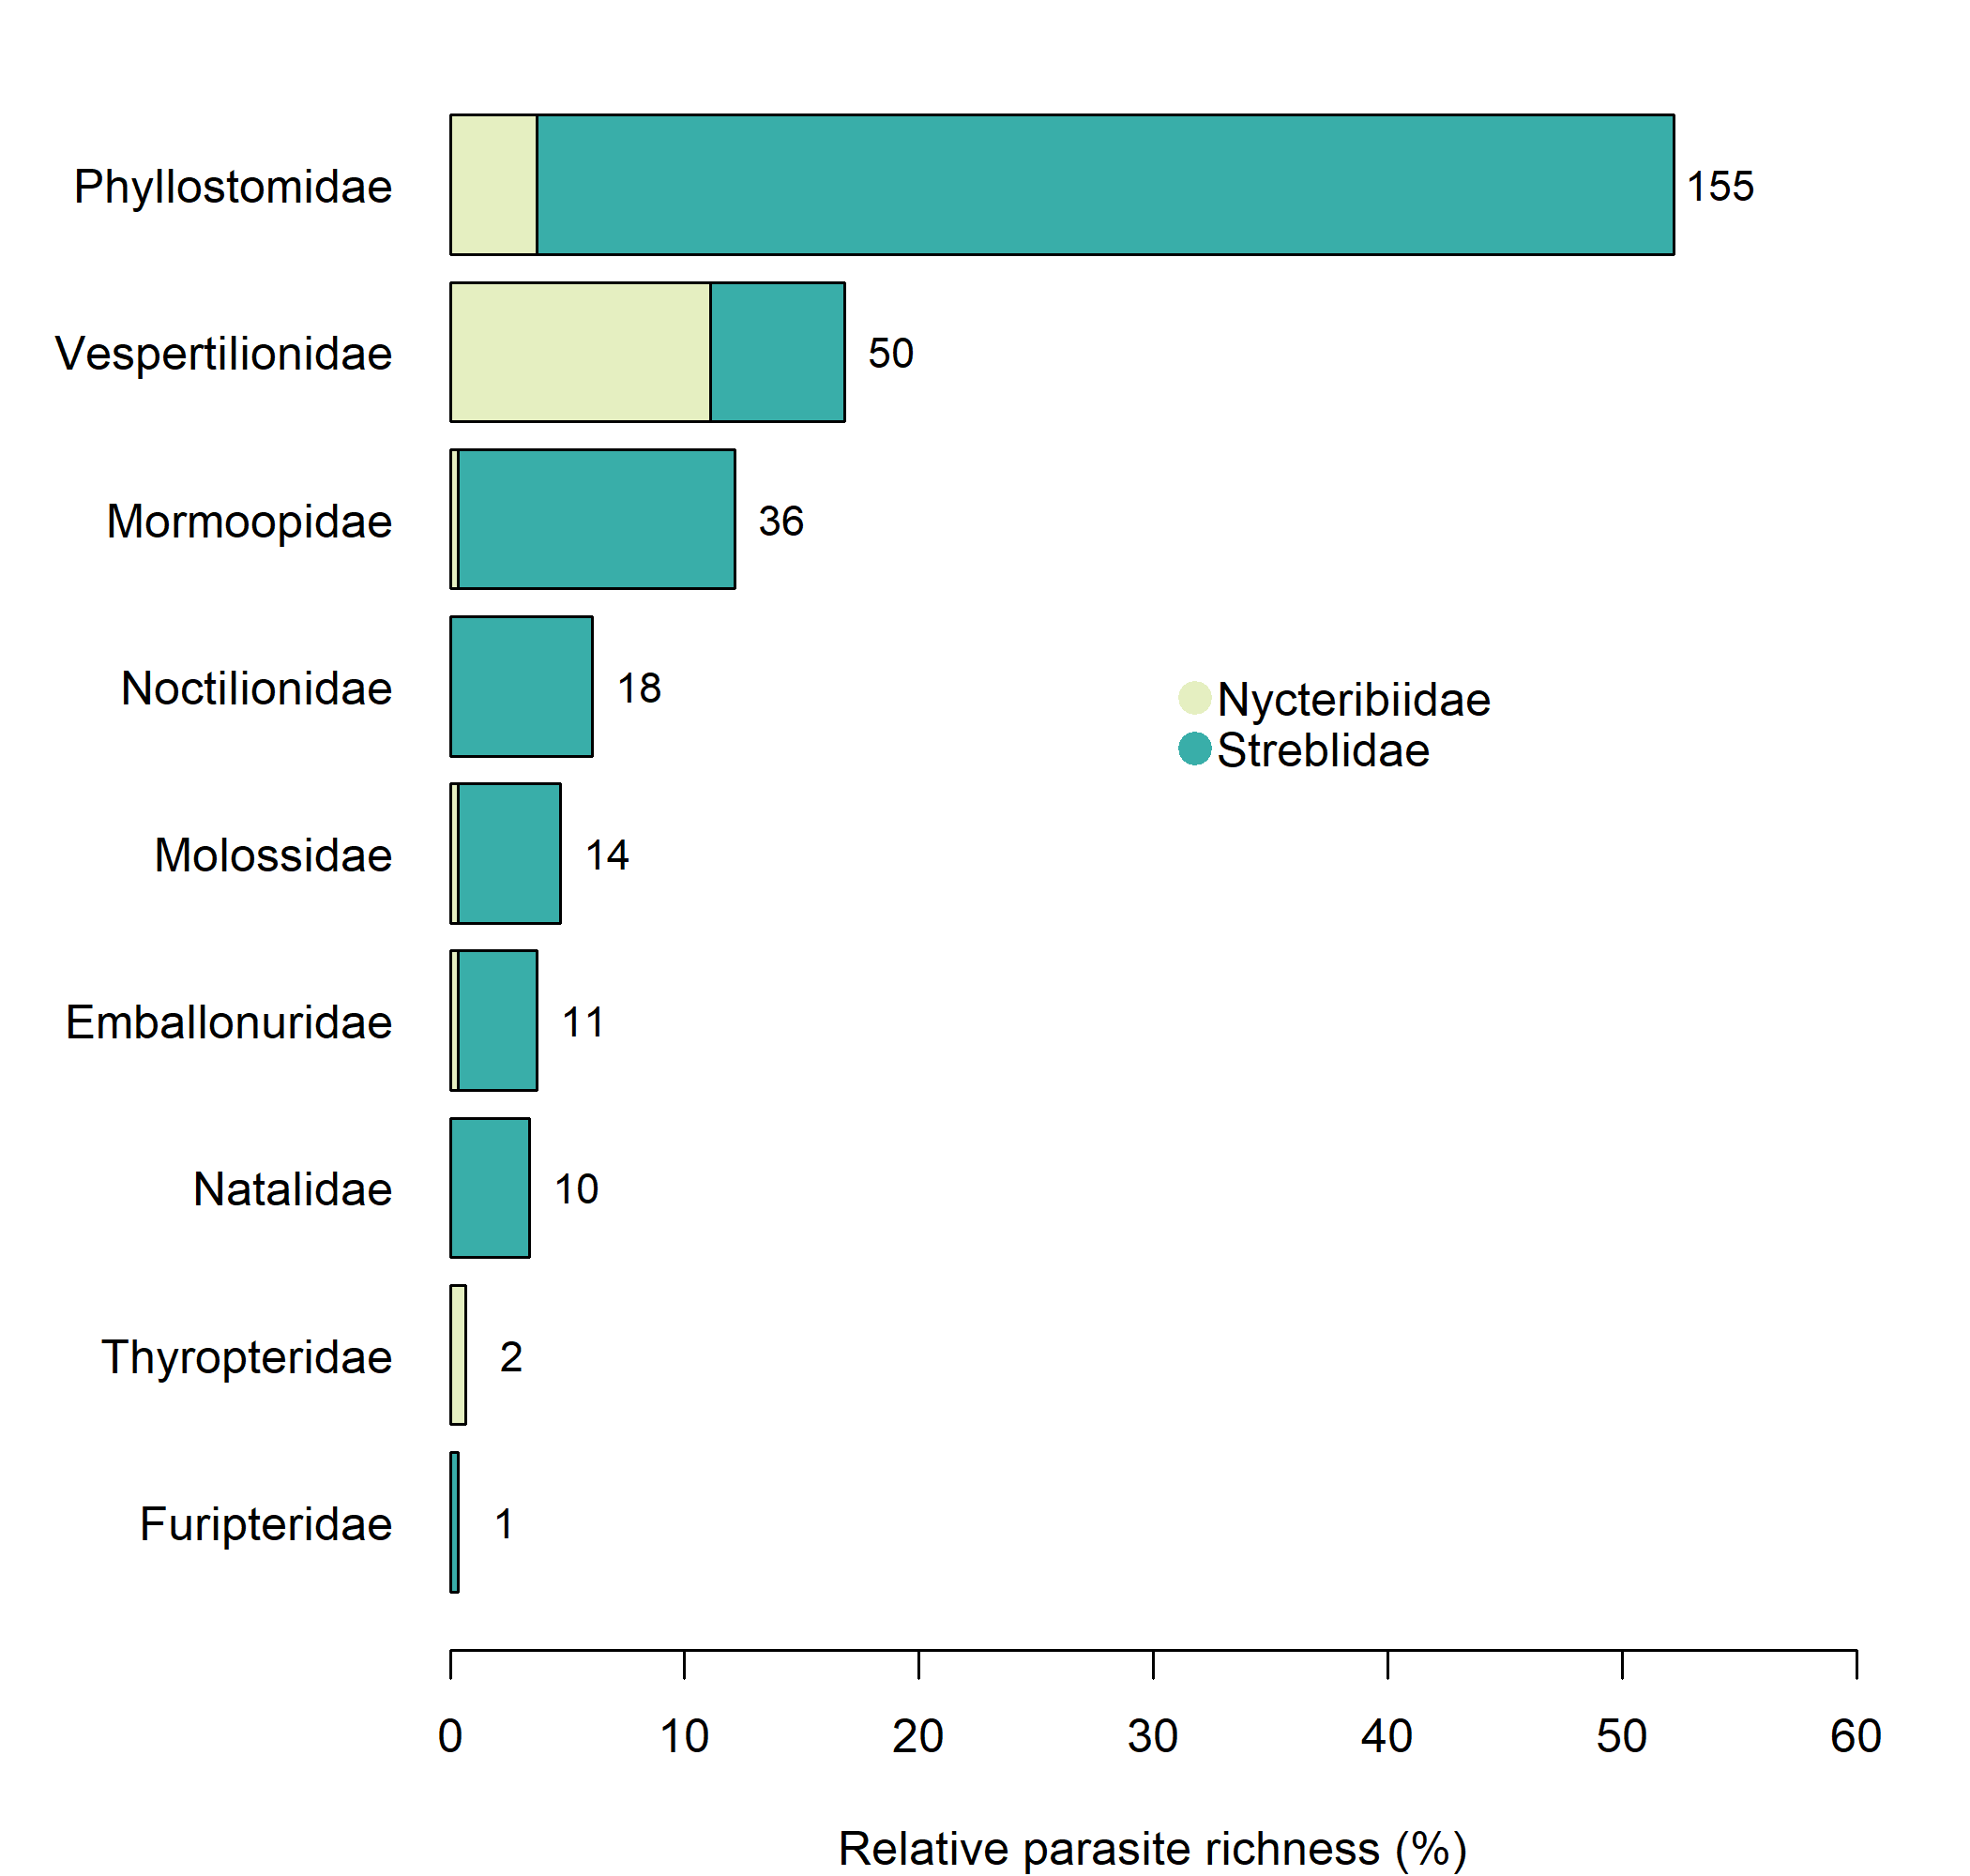 Phyllostomidae 155
Vespertilionidae 50
Mormoopidae 36
Noctilionidae 18
Nycteribiidae
Streblidae
Molossidae 14
Emballonuridae 11
Natalidae 10
Thyropteridae 2
Furipteridae 1
0 10 20 30 40 50 60
Relative parasite richness (%)